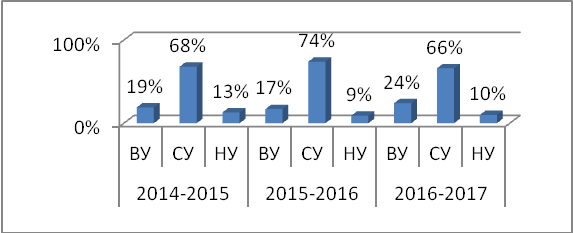 100%
0%
19% 68% 13% 17% 74% 9% 24% 66% 10%
ВУ СУ НУ ВУ СУ НУ ВУ СУ НУ
2014-2015 2015-2016 2016-2017